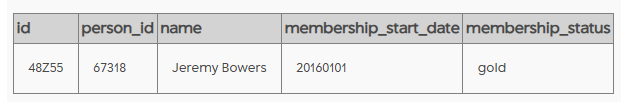 id person_id name membership_start_date membership_status
48Z55 67318 Jeremy Bowers 20160101 gold